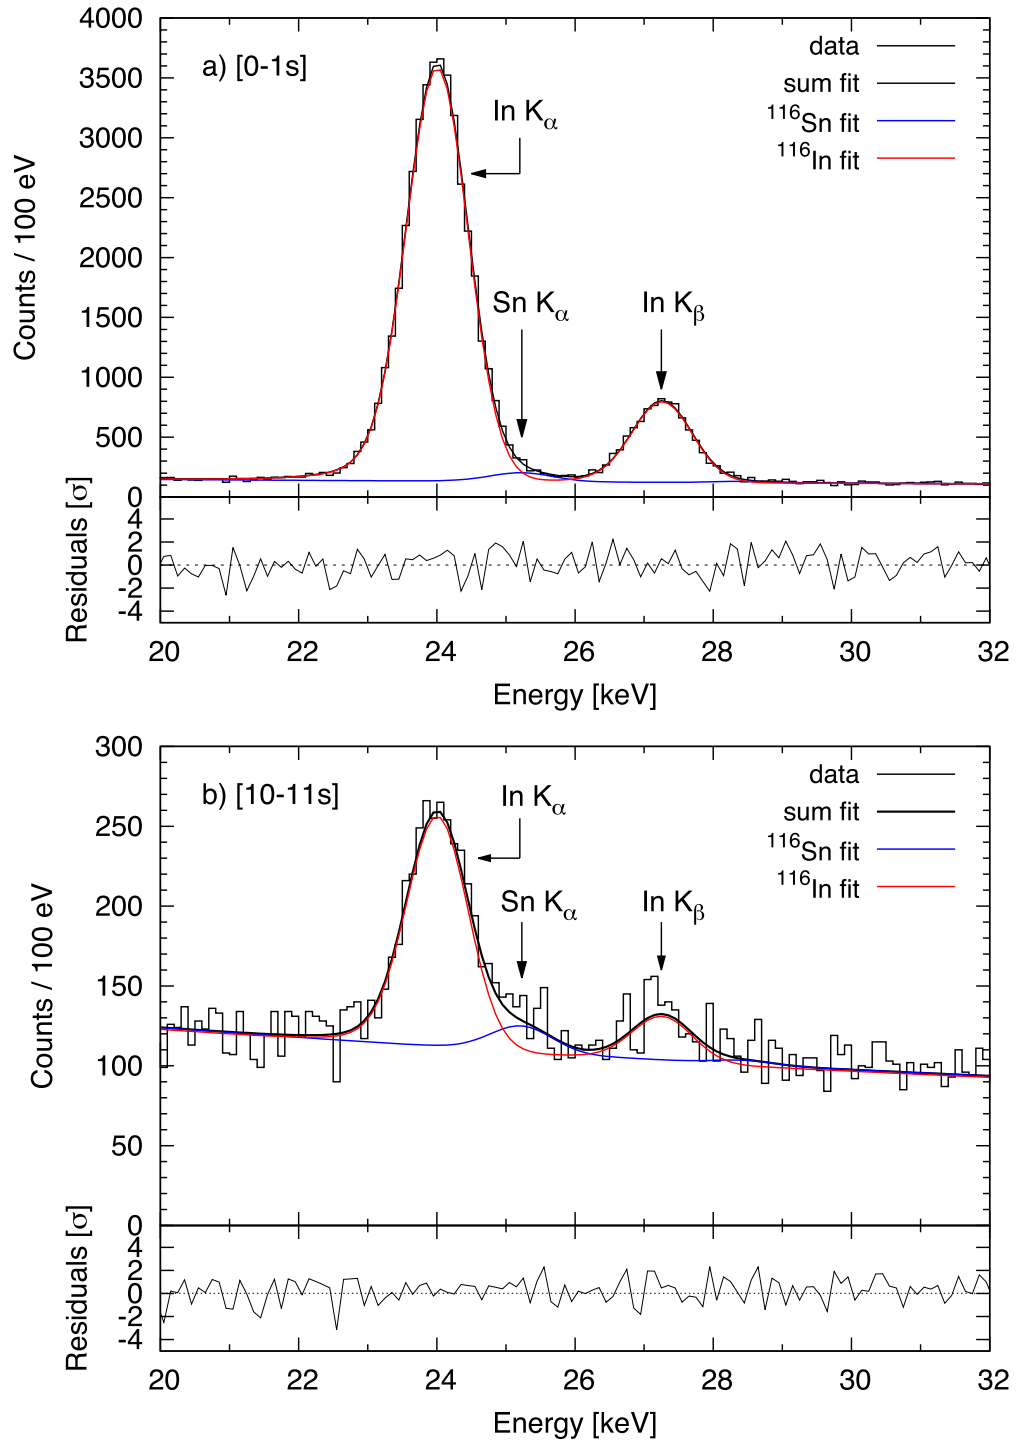 4000
3500
3000
2500
2000
1500
1000
500
0
Counts / 100 eV
a) [0-1s]
data
sum fit
¹¹⁶Sn fit
¹¹⁶In fit
In Kα
Sn Kα
In Kβ
4
2
0
-2
-4
Residuals [σ]
20 22 24 26 28 30 32
Energy [keV]
300
250
200
150
100
50
0
Counts / 100 eV
b) [10-11s]
data
sum fit
¹¹⁶Sn fit
¹¹⁶In fit
In Kα
Sn Kα
In Kβ
4
2
0
-2
-4
Residuals [σ]
20 22 24 26 28 30 32
Energy [keV]